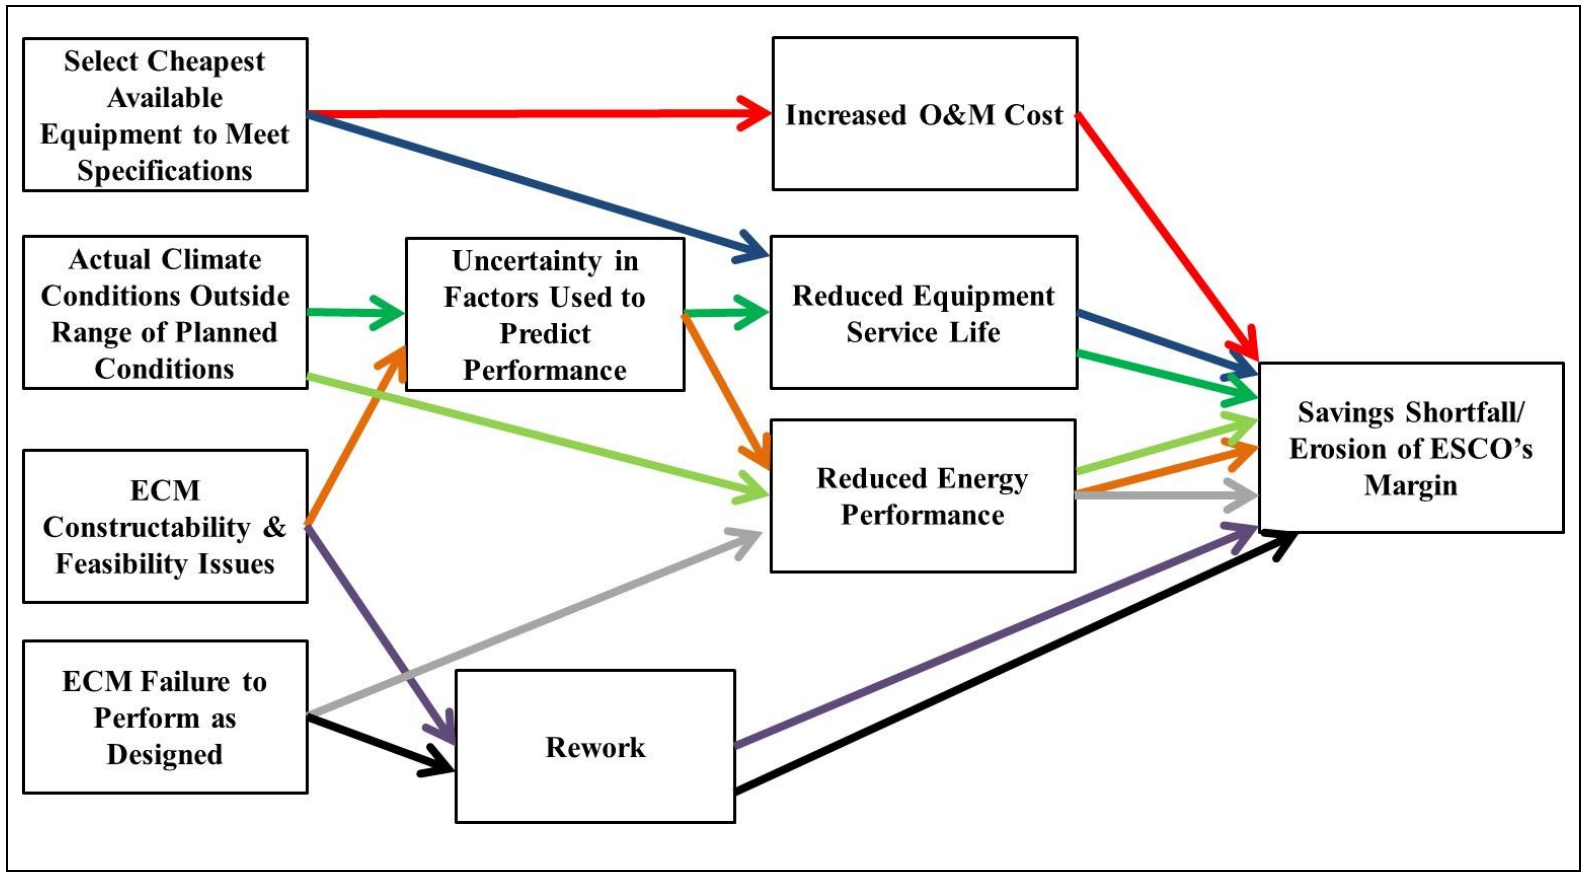 Select Cheapest
Available
Equipment to Meet
Specifications
Increased O&M Cost
Actual Climate
Conditions Outside
Range of Planned
Conditions
Uncertainty in
Factors Used to
Predict
Performance
Reduced Equipment
Service Life
Savings Shortfall/
Erosion of ESCO’s
Margin
ECM
Constructability &
Feasibility Issues
Reduced Energy
Performance
ECM Failure to
Perform as
Designed
Rework